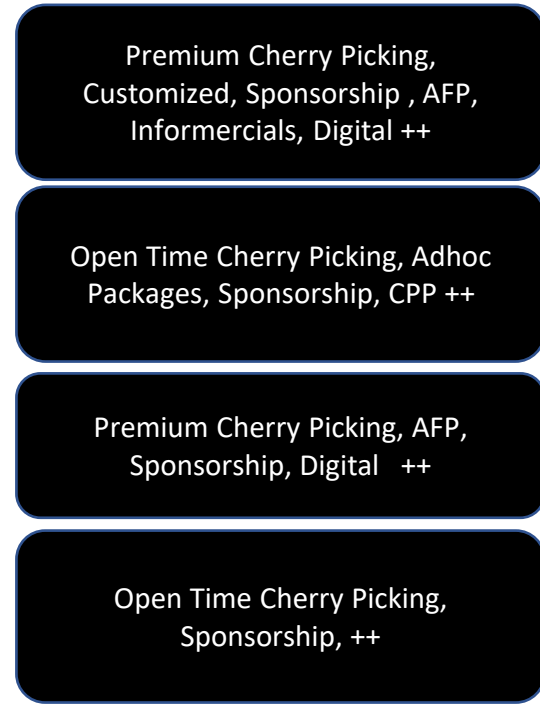 Premium Cherry Picking,
Customized, Sponsorship , AFP,
Informercials, Digital ++
Open Time Cherry Picking, Adhoc
Packages, Sponsorship, CPP ++
Premium Cherry Picking, AFP,
Sponsorship, Digital   ++
Open Time Cherry Picking,
Sponsorship, ++